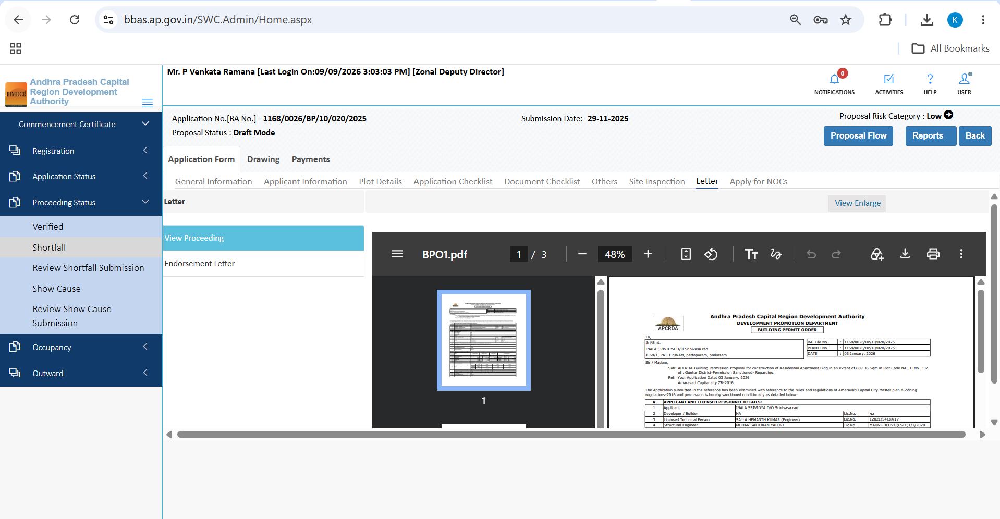 bbas.ap.gov.in/SWC.Admin/Home.aspx
K
All Bookmarks
BIMDCR
Andhra Pradesh Capital
Region Development
Authority
Mr. P Venkata Ramana [Last Login On:09/09/2026 3:03:03 PM] [Zonal Deputy Director]
0
NOTIFICATIONS
ACTIVITIES
HELP
USER
Commencement Certificate
Registration
Application Status
Proceeding Status
Verified
Shortfall
Review Shortfall Submission
Show Cause
Review Show Cause
Submission
Occupancy
Outward
Application No.[BA No.] - 1168/0026/BP/10/020/2025
Submission Date:- 29-11-2025
Proposal Risk Category : Low
Proposal Status : Draft Mode
Proposal Flow
Reports
Back
Application Form
Drawing
Payments
General Information
Applicant Information
Plot Details
Application Checklist
Document Checklist
Others
Site Inspection
Letter
Apply for NOCs
Letter
View Enlarge
View Proceeding
Endorsement Letter
BPO1.pdf
1 / 3
48%
1
APCRDA
Andhra Pradesh Capital Region Development Authority
DEVELOPMENT PROMOTION DEPARTMENT
BUILDING PERMIT ORDER
To,
Sri/Smt.
INALA SRIVIDYA D/O Srinivasa rao
8-68/1, PATTEPURAM, pattapuram, prakasam
BA. File No. : 1168/0026/BP/10/020/2025
PERMIT No. : 1168/0026/BP/10/020/2025
DATE : 03 January, 2026
Sir / Madam,
Sub: APCRDA-Building Permission-Proposal for construction of Residential Apartment Bldg in an extent of 869.36 Sqm in Plot Code NA , D.No. 337
of , Guntur District-Permission Sanctioned- Regarding.
Ref: Your Application Date: 03 January, 2026
Amaravati Capital city ZR-2016.
The Application submitted in the reference has been examined with reference to the rules and regulations of Amaravati Capital City Master plan & Zoning
regulations-2016 and permission is hereby sanctioned conditionally as detailed below:
A APPLICANT AND LICENSED PERSONNEL DETAILS:
1 Applicant INALA SRIVIDYA D/O Srinivasa rao
2 Developer / Builder NA Lic.No. NA
3 Licensed Technical Person SALLA HEMANTH KUMAR (Engineer) Lic.No. 12021(54)39/17
4 Structural Engineer MOHAN SAI KIRAN YAPURI Lic.No. MAU61-DPOVIJ(LSTE)1/1/2020